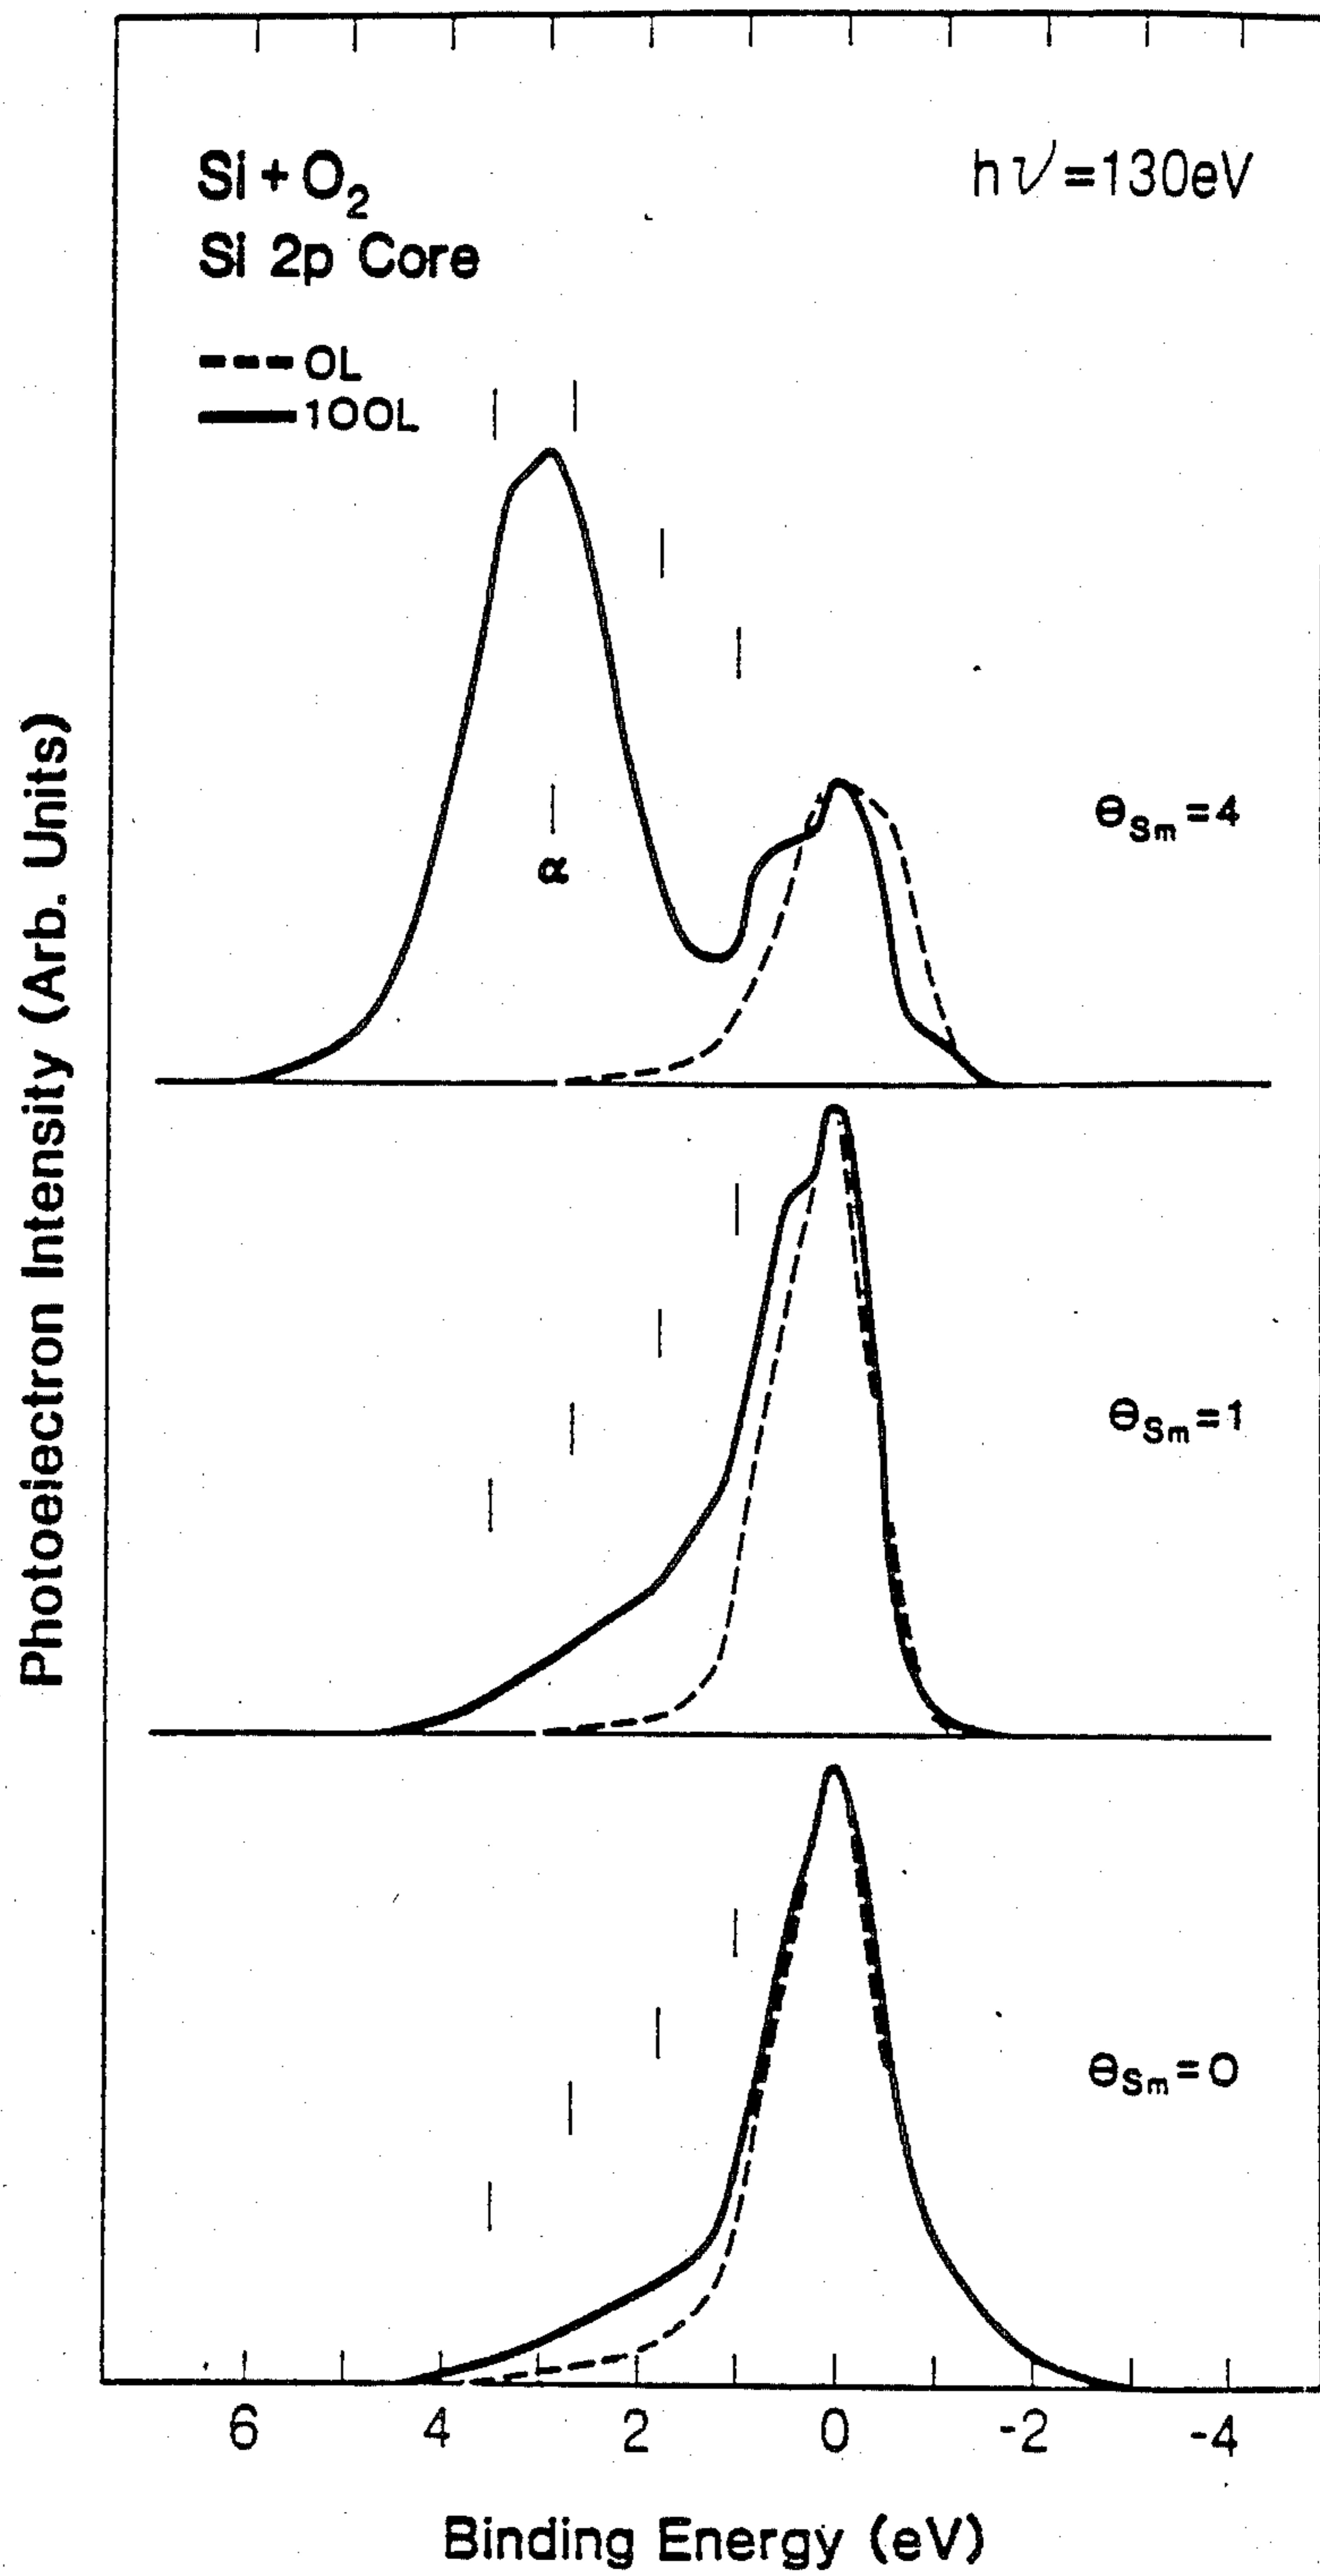 Si + O₂
hν = 130eV
Si 2p Core
0L
100L
α
Θsm = 4
Θsm = 1
Θsm = 0
Photoelectron Intensity (Arb. Units)
6 4 2 0 -2 -4
Binding Energy (eV)